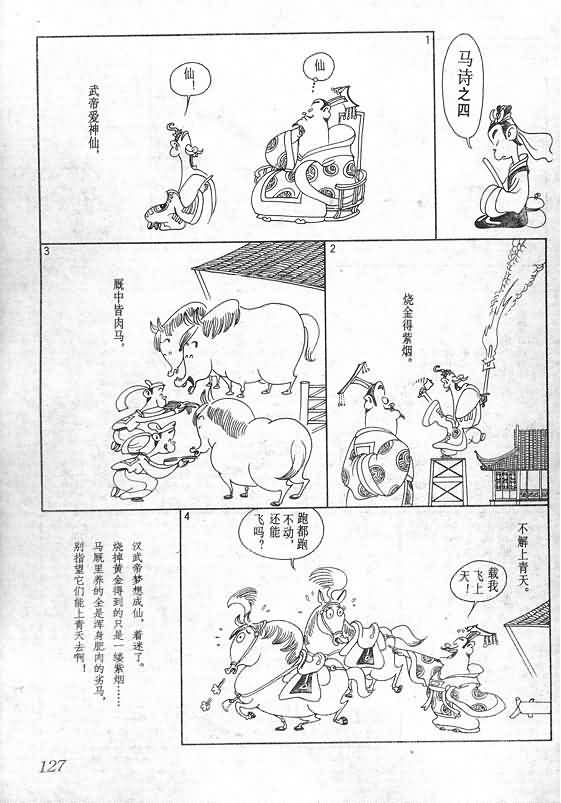 马诗之四
1
仙
仙！
武帝爱神仙，
2
烧金得紫烟。
3
厩中皆肉马，
4
不解上青天。
载我
飞上
天！
跑都跑
不动，
还能
飞吗？
汉武帝梦想成仙，着迷了。
烧掉黄金得到的只是一缕紫烟……
马厩里养的全是浑身肥肉的劣马，
别指望它们能上青天去啊！
127